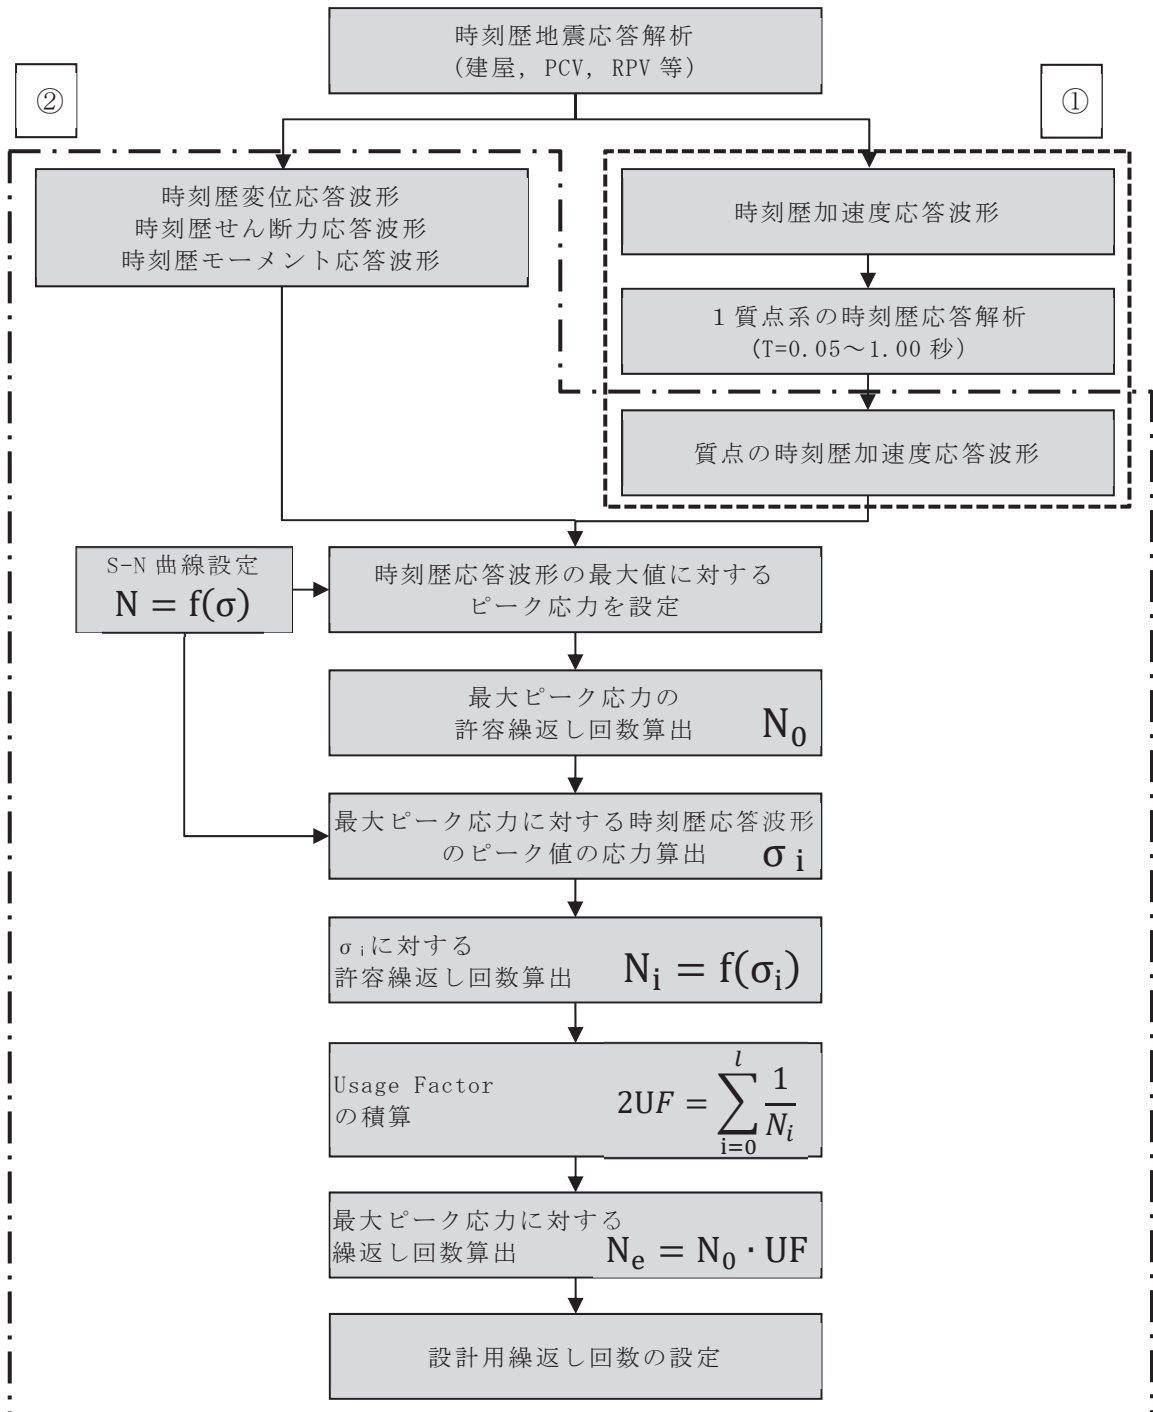 時刻歴地震応答解析
(建屋, PCV, RPV 等)
②
①
時刻歴変位応答波形
時刻歴せん断力応答波形
時刻歴モーメント応答波形
時刻歴加速度応答波形
1質点系の時刻歴応答解析
(T=0.05～1.00 秒)
質点の時刻歴加速度応答波形
S-N 曲線設定
N = f(σ)
時刻歴応答波形の最大値に対する
ピーク応力を設定
最大ピーク応力の
許容繰返し回数算出 N₀
最大ピーク応力に対する時刻歴応答波形
のピーク値の応力算出 σ i
σ i に対する
許容繰返し回数算出 Nᵢ = f(σᵢ)
Usage Factor
の積算
2UF = ∑_{i=0}^{l} 1/Nᵢ
最大ピーク応力に対する
繰返し回数算出 Nₑ = N₀ · UF
設計用繰返し回数の設定